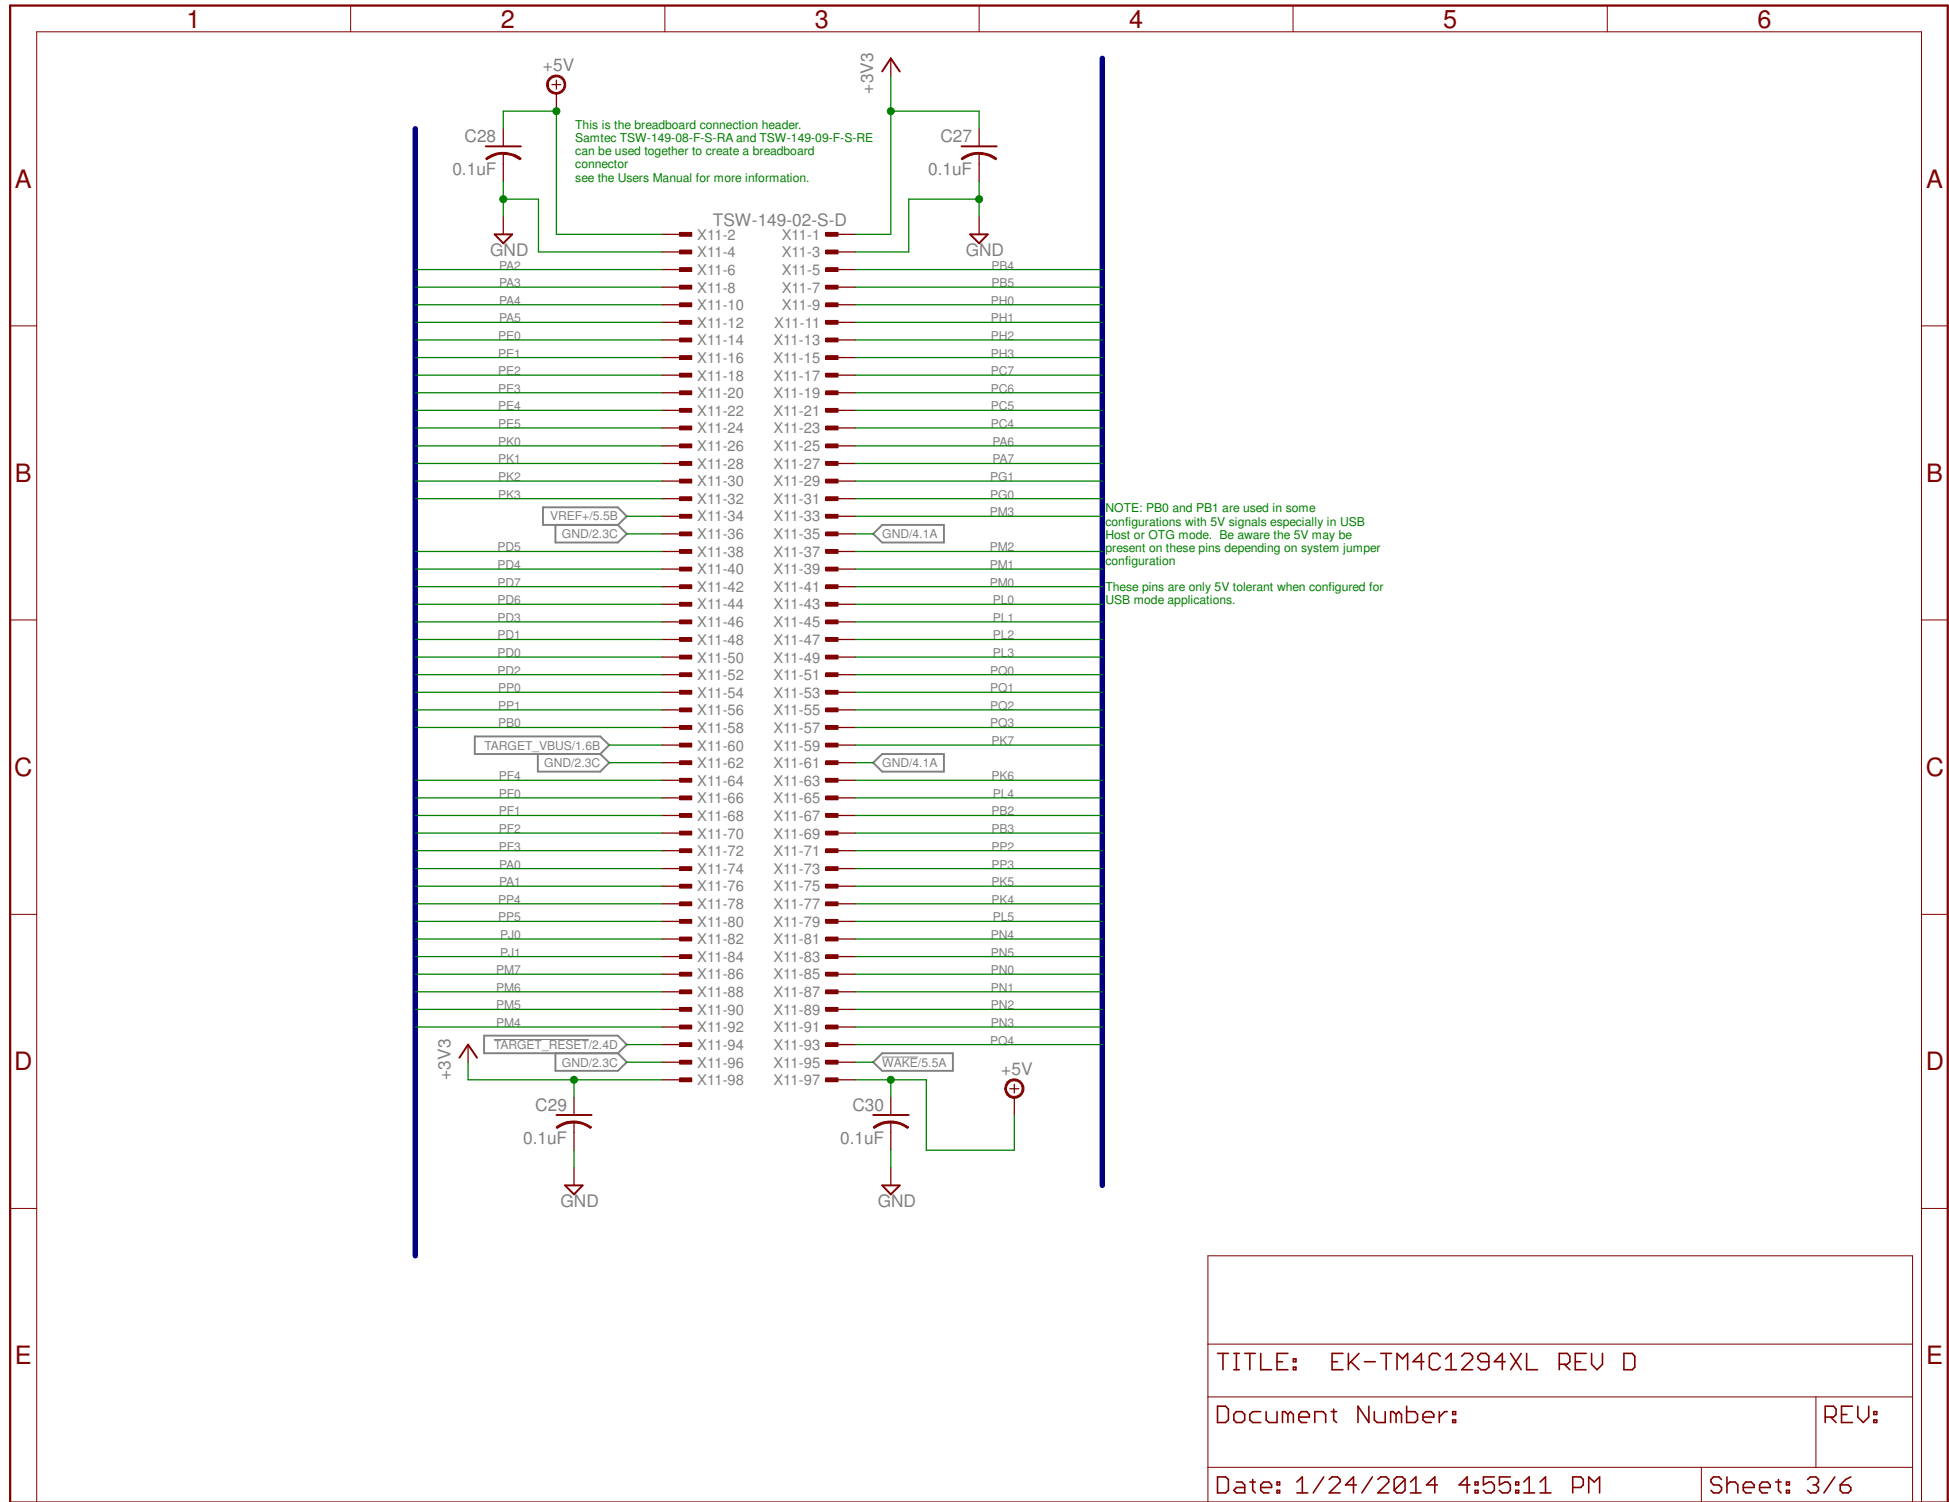 1 2 3 4 5 6
A A
B B
C C
D D
E E
+5V
+3V3
C28
0.1uF
This is the breadboard connection header.
Samtec TSW-149-08-F-S-RA and TSW-149-09-F-S-RE
can be used together to create a breadboard
connector
see the Users Manual for more information.
C27
0.1uF
GND
GND
TSW-149-02-S-D
X11-2 X11-1
X11-4 X11-3
PA2 X11-6 X11-5 PB4
PA3 X11-8 X11-7 PB5
PA4 X11-10 X11-9 PH0
PA5 X11-12 X11-11 PH1
PE0 X11-14 X11-13 PH2
PE1 X11-16 X11-15 PH3
PE2 X11-18 X11-17 PC7
PE3 X11-20 X11-19 PC6
PE4 X11-22 X11-21 PC5
PE5 X11-24 X11-23 PC4
PK0 X11-26 X11-25 PA6
PK1 X11-28 X11-27 PA7
PK2 X11-30 X11-29 PG1
PK3 X11-32 X11-31 PG0
VREF+/5.5B X11-34 X11-33 PM3
GND/2.3C X11-36 X11-35 GND/4.1A
PD5 X11-38 X11-37 PM2
PD4 X11-40 X11-39 PM1
PD7 X11-42 X11-41 PM0
PD6 X11-44 X11-43 PL0
PD3 X11-46 X11-45 PL1
PD1 X11-48 X11-47 PL2
PD0 X11-50 X11-49 PL3
PD2 X11-52 X11-51 PQ0
PP0 X11-54 X11-53 PQ1
PP1 X11-56 X11-55 PQ2
PB0 X11-58 X11-57 PQ3
TARGET_VBUS/1.6B X11-60 X11-59 PK7
GND/2.3C X11-62 X11-61 GND/4.1A
PF4 X11-64 X11-63 PK6
PF0 X11-66 X11-65 PL4
PF1 X11-68 X11-67 PB2
PF2 X11-70 X11-69 PB3
PF3 X11-72 X11-71 PP2
PA0 X11-74 X11-73 PP3
PA1 X11-76 X11-75 PK5
PP4 X11-78 X11-77 PK4
PP5 X11-80 X11-79 PL5
PJ0 X11-82 X11-81 PN4
PJ1 X11-84 X11-83 PN5
PM7 X11-86 X11-85 PN0
PM6 X11-88 X11-87 PN1
PM5 X11-90 X11-89 PN2
PM4 X11-92 X11-91 PN3
TARGET_RESET/2.4D X11-94 X11-93 PQ4
GND/2.3C X11-96 X11-95 WAKE/5.5A
X11-98 X11-97
+3V3
+5V
C29
0.1uF
GND
C30
0.1uF
GND
NOTE: PB0 and PB1 are used in some
configurations with 5V signals especially in USB
Host or OTG mode. Be aware the 5V may be
present on these pins depending on system jumper
configuration
These pins are only 5V tolerant when configured for
USB mode applications.
TITLE: EK-TM4C1294XL REV D
Document Number: REV:
Date: 1/24/2014 4:55:11 PM Sheet: 3/6